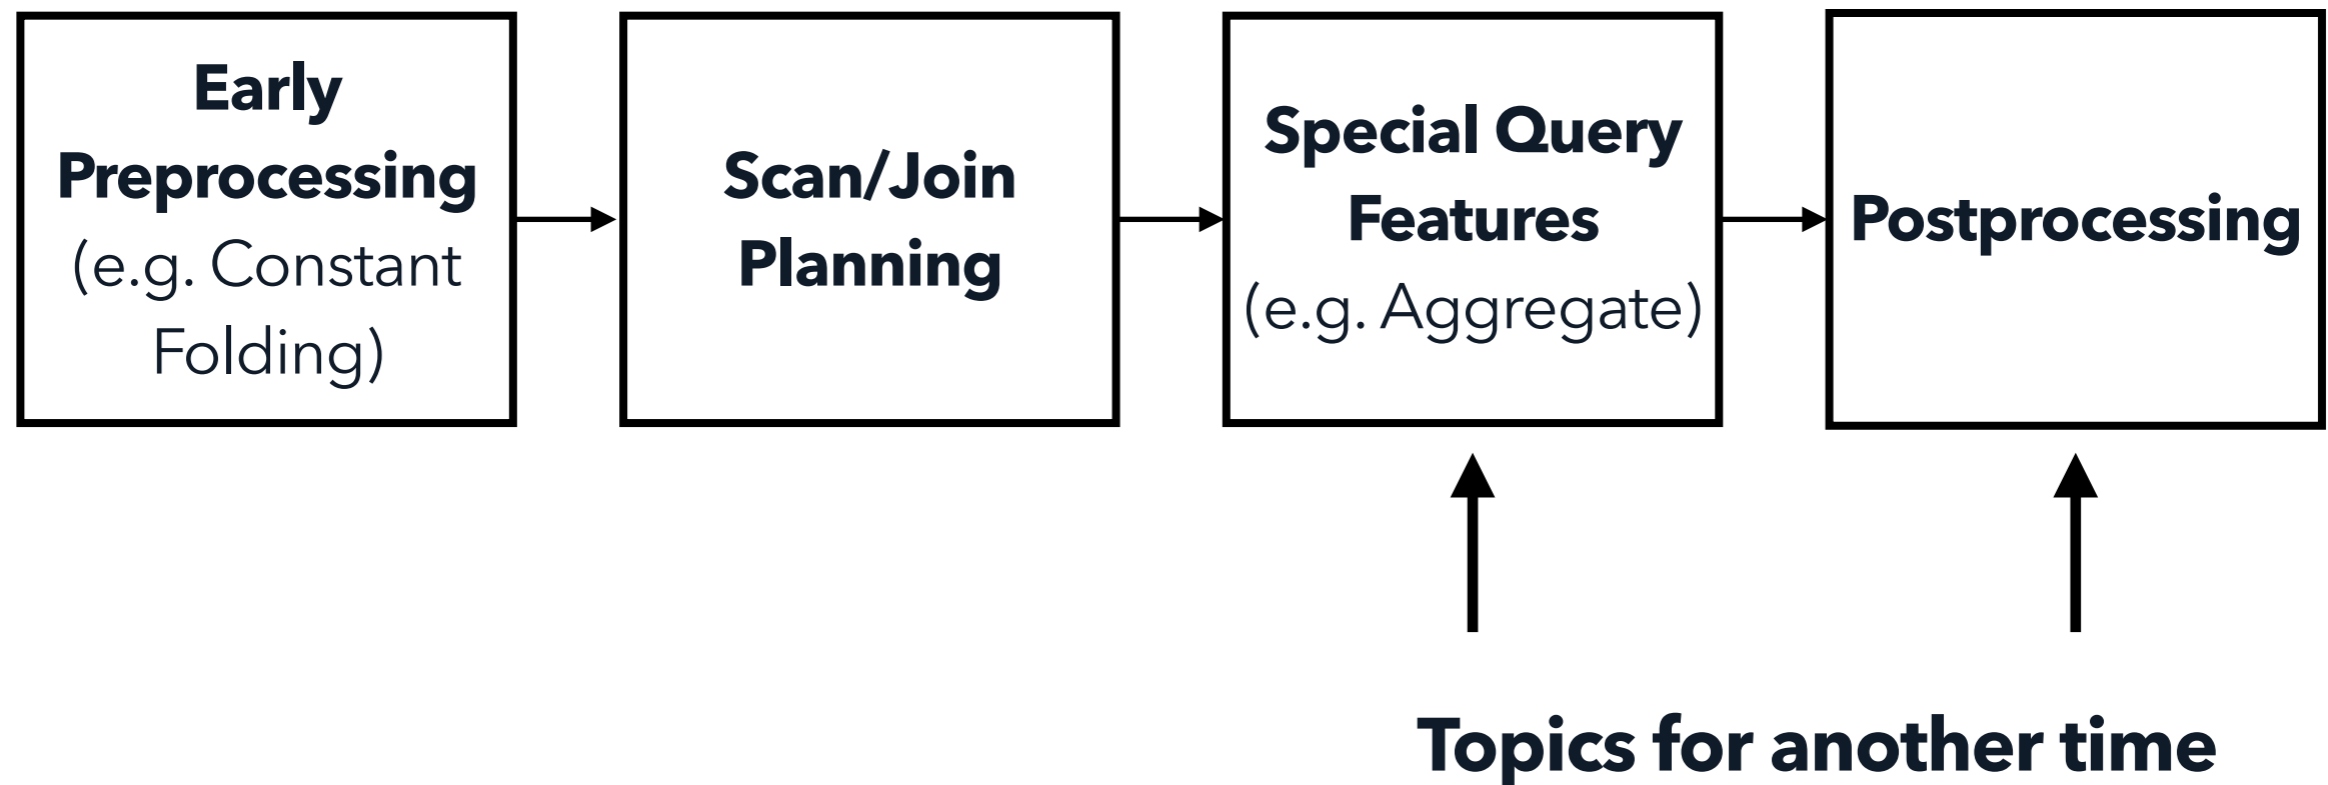 Early
Preprocessing
(e.g. Constant
Folding)
Scan/Join
Planning
Special Query
Features
(e.g. Aggregate)
Postprocessing
Topics for another time